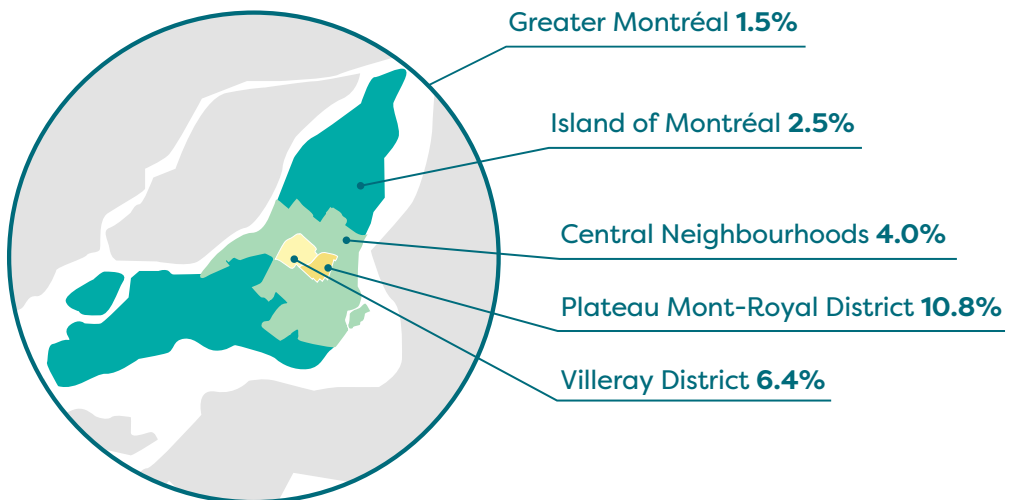 Greater Montréal 1.5%
Island of Montréal 2.5%
Central Neighbourhoods 4.0%
Plateau Mont-Royal District 10.8%
Villeray District 6.4%